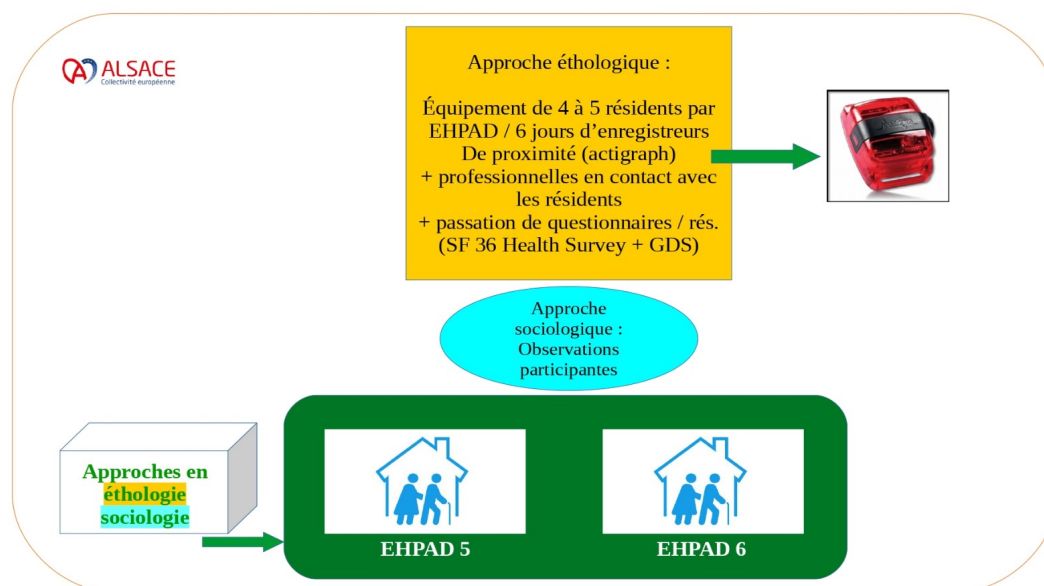 ALSACE
Collectivité européenne
Approche éthologique :
Équipement de 4 à 5 résidents par
EHPAD / 6 jours d’enregistreurs
De proximité (actigraph)
+ professionnelles en contact avec
les résidents
+ passation de questionnaires / rés.
(SF 36 Health Survey + GDS)
Approche
sociologique :
Observations
participantes
Approches en
éthologie
sociologie
EHPAD 5
EHPAD 6